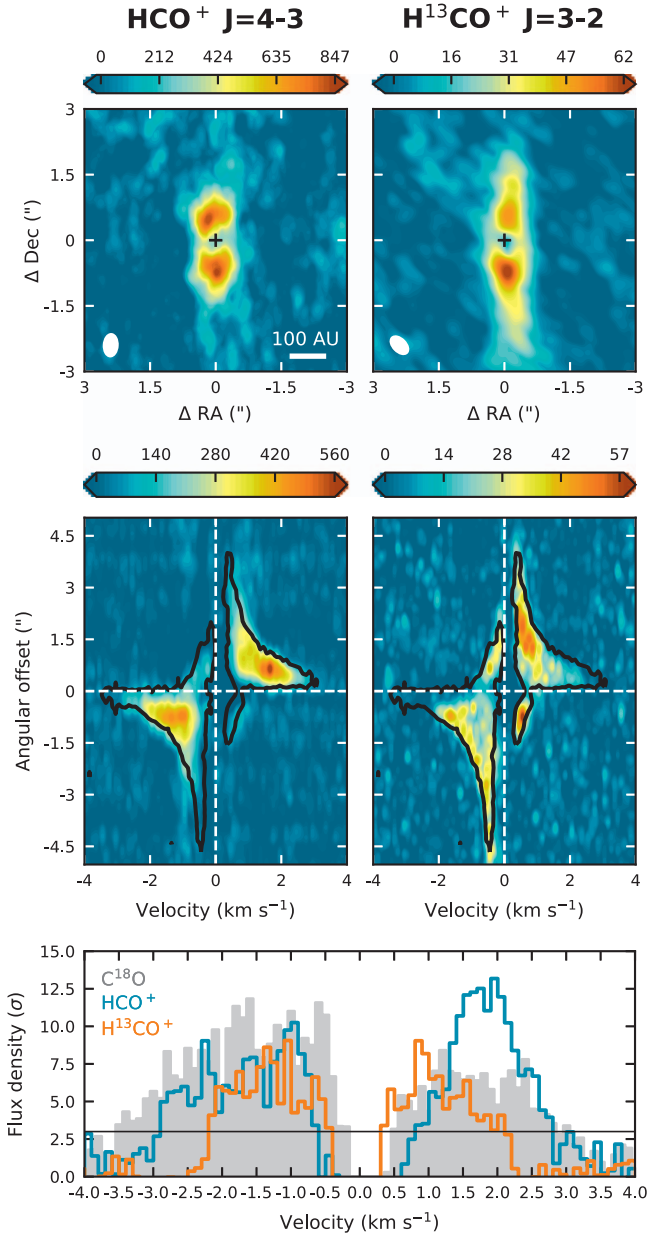 HCO⁺ J=4-3 H¹³CO⁺ J=3-2
0 212 424 635 847 0 16 31 47 62
3 1.5 0 -1.5 -3
Δ Dec (")
100 AU
3 1.5 0 -1.5 -3 3 1.5 0 -1.5 -3
Δ RA (") Δ RA (")
0 140 280 420 560 0 14 28 42 57
4.5 3 1.5 0 -1.5 -3 -4.5
Angular offset (")
-4 -2 0 2 4 -4 -2 0 2 4
Velocity (km s⁻¹) Velocity (km s⁻¹)
15.0 12.5 10.0 7.5 5.0 2.5 0.0
Flux density (σ)
C¹⁸O
HCO⁺
H¹³CO⁺
-4.0 -3.5 -3.0 -2.5 -2.0 -1.5 -1.0 -0.5 0.0 0.5 1.0 1.5 2.0 2.5 3.0 3.5 4.0
Velocity (km s⁻¹)